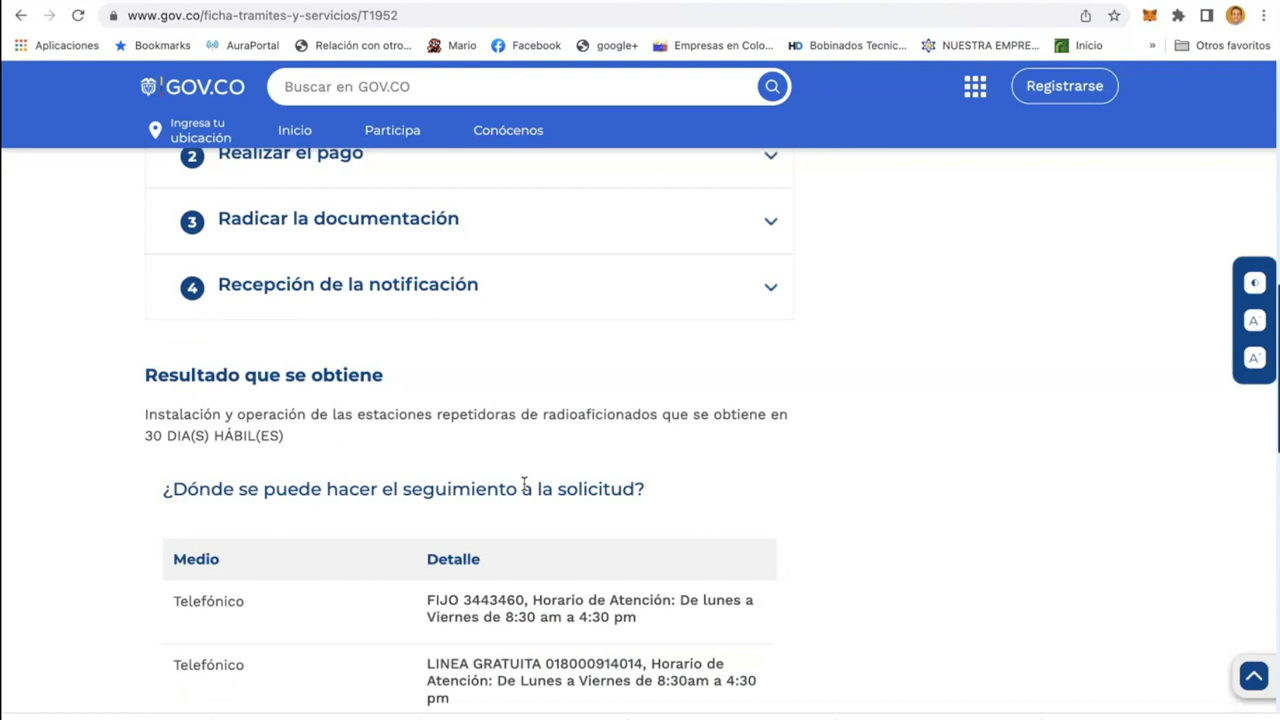 www.gov.co/ficha-tramites-y-servicios/T1952
Aplicaciones
Bookmarks
AuraPortal
Relación con otro...
Mario
Facebook
google+
Empresas en Colo...
HD Bobinados Tecnic...
NUESTRA EMPRE...
Inicio
»
Otros favoritos
GOV.CO
Buscar en GOV.CO
Registrarse
Ingresa tu
ubicación
Inicio
Participa
Conócenos
2 Realizar el pago
3 Radicar la documentación
4 Recepción de la notificación
A-
A+
Resultado que se obtiene
Instalación y operación de las estaciones repetidoras de radioaficionados que se obtiene en
30 DIA(S) HÁBIL(ES)
¿Dónde se puede hacer el seguimiento a la solicitud?
Medio Detalle
Telefónico FIJO 3443460, Horario de Atención: De lunes a
Viernes de 8:30 am a 4:30 pm
Telefónico LINEA GRATUITA 018000914014, Horario de
Atención: De Lunes a Viernes de 8:30am a 4:30
pm